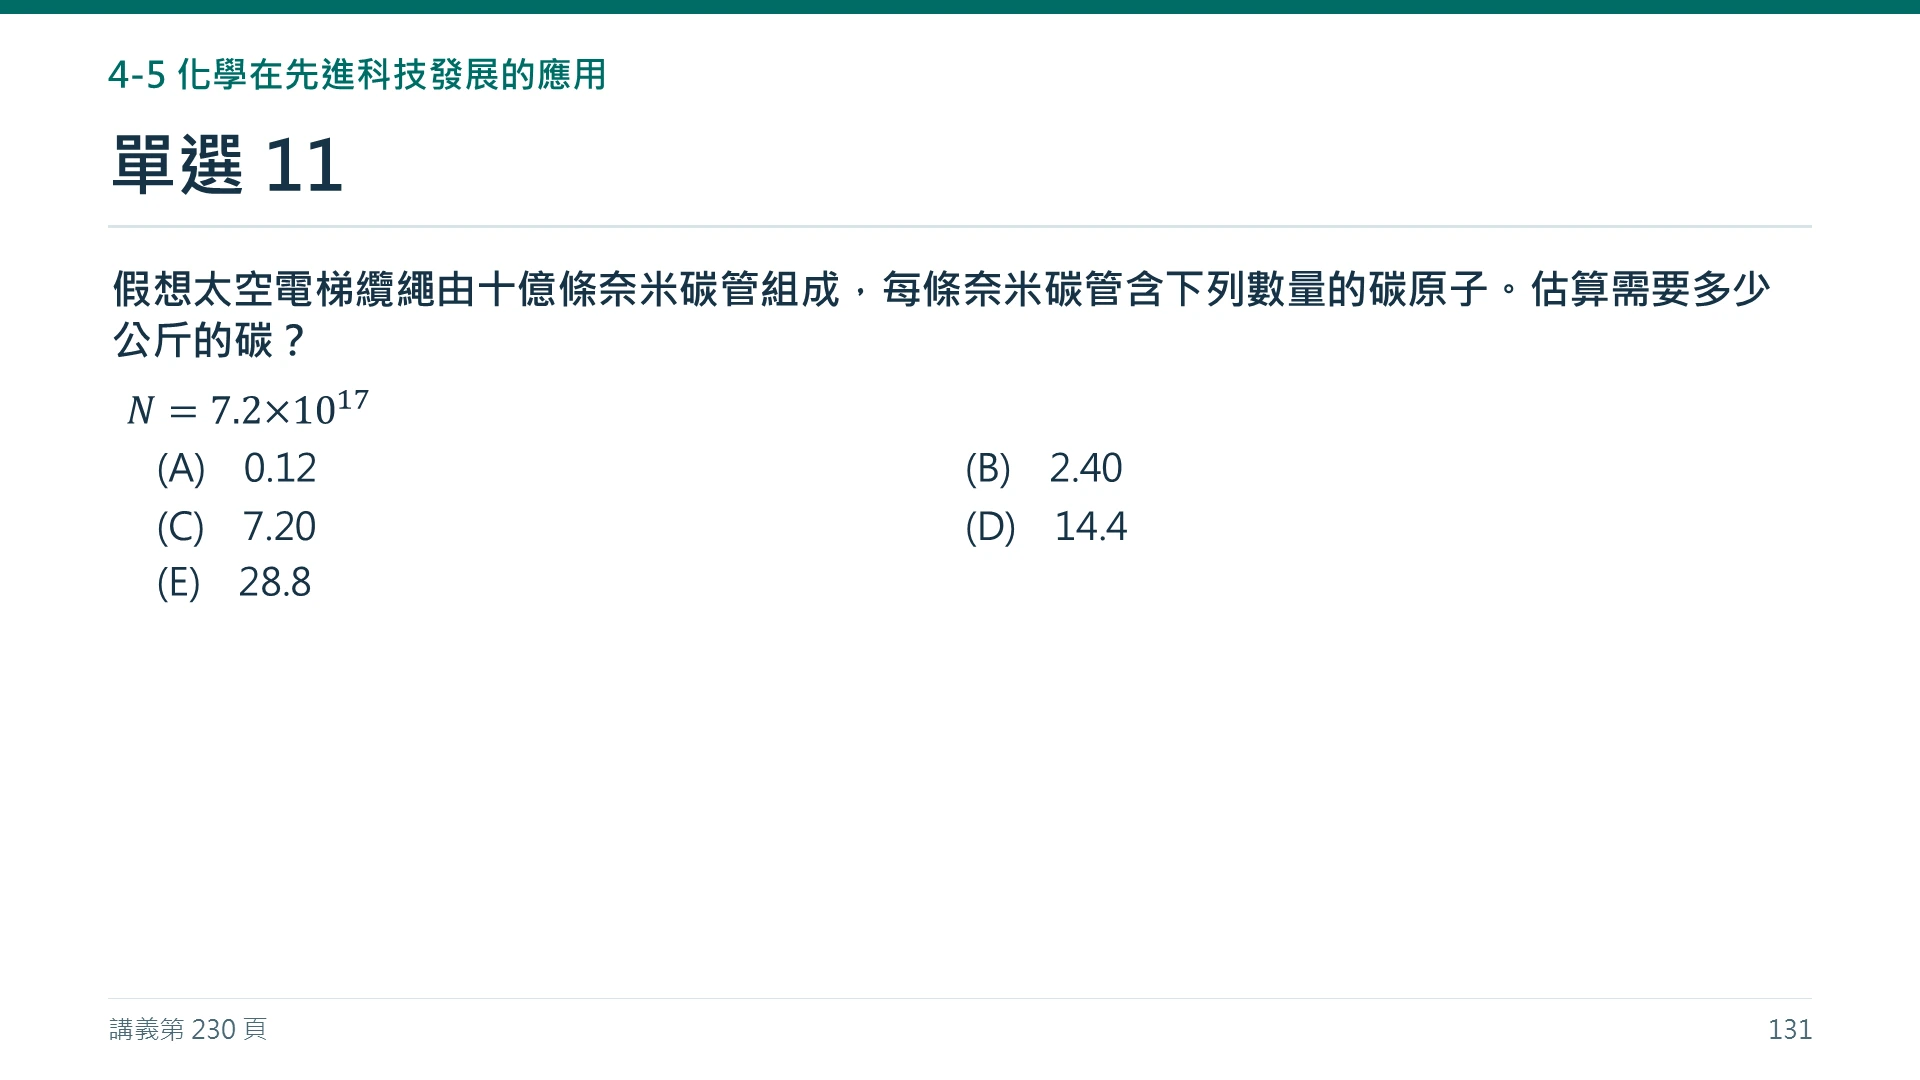 4-5 化學在先進科技發展的應用
單選 11
假想太空電梯纜繩由十億條奈米碳管組成，每條奈米碳管含下列數量的碳原子。估算需要多少
公斤的碳？
N = 7.2×10¹⁷
(A) 0.12 (B) 2.40
(C) 7.20 (D) 14.4
(E) 28.8
講義第 230 頁 131